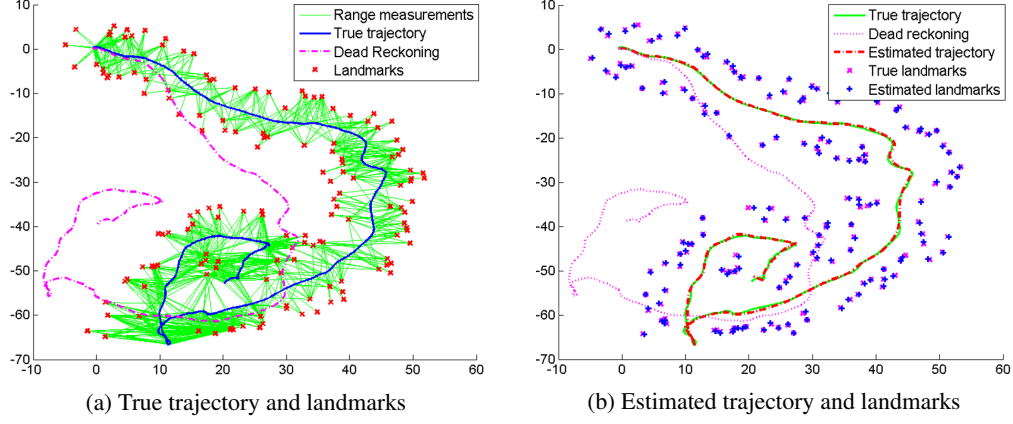 10
0
-10
-20
-30
-40
-50
-60
-70
-10 0 10 20 30 40 50 60
Range measurements
True trajectory
Dead Reckoning
Landmarks
(a) True trajectory and landmarks
10
0
-10
-20
-30
-40
-50
-60
-70
-10 0 10 20 30 40 50 60
True trajectory
Dead reckoning
Estimated trajectory
True landmarks
Estimated landmarks
(b) Estimated trajectory and landmarks